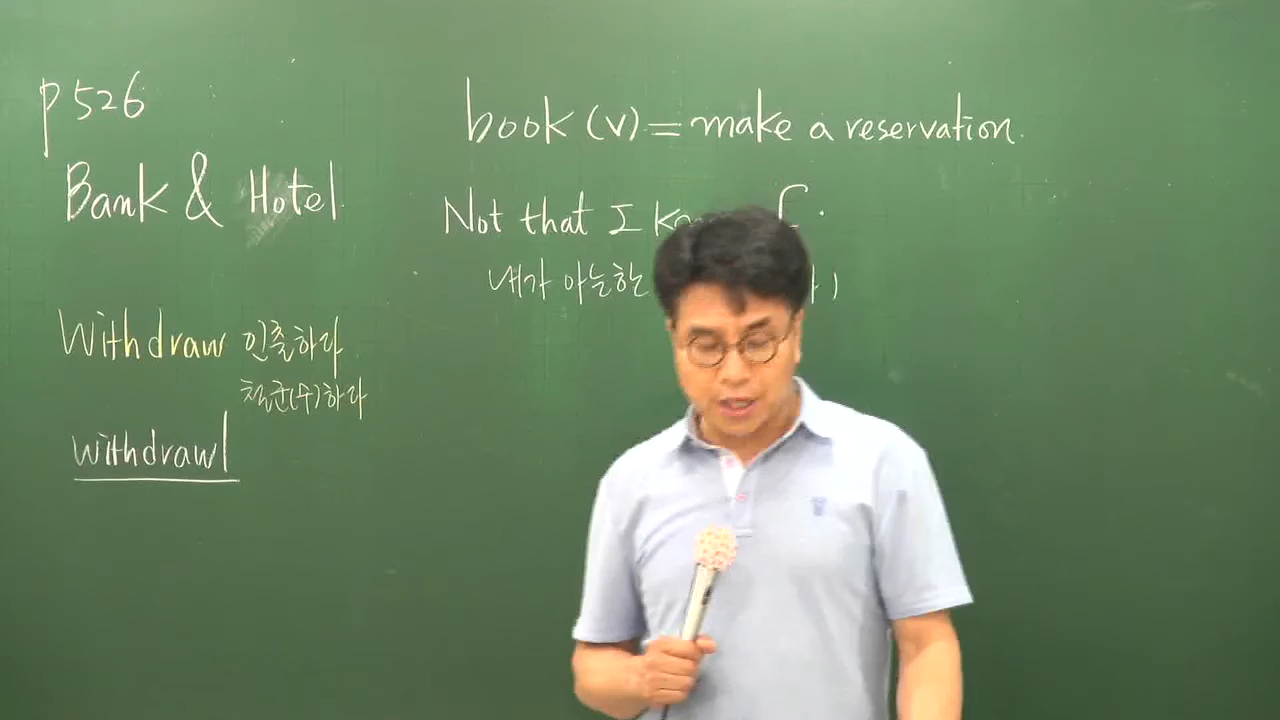 p 526
Bank & Hotel
Withdraw 인출하다
철군(수)하다
withdrawl
book (v) = make a reservation.
Not that I
내가 아는한